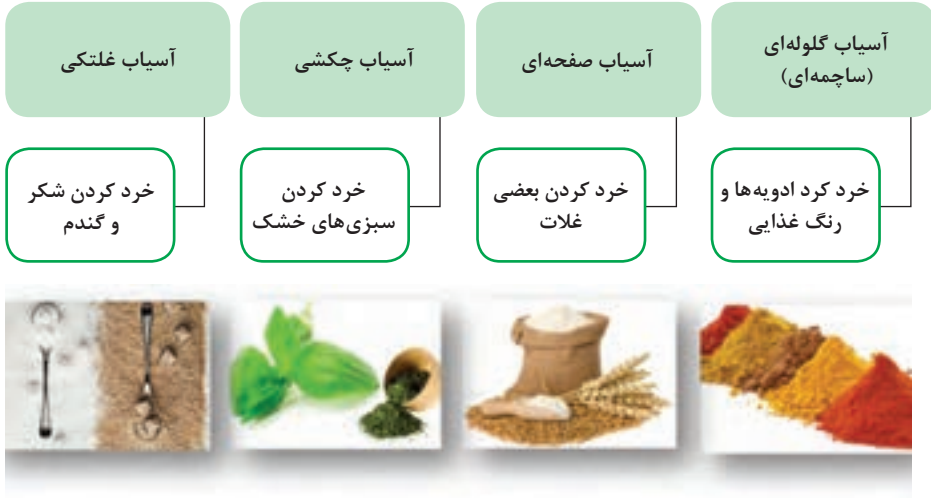 آسیاب گلوله‌ای
(ساچمه‌ای)
خرد کرد ادویه‌ها و
رنگ غذایی
آسیاب صفحه‌ای
خرد کردن بعضی
غلات
آسیاب چکشی
خرد کردن
سبزی‌های خشک
آسیاب غلتکی
خرد کردن شکر
و گندم